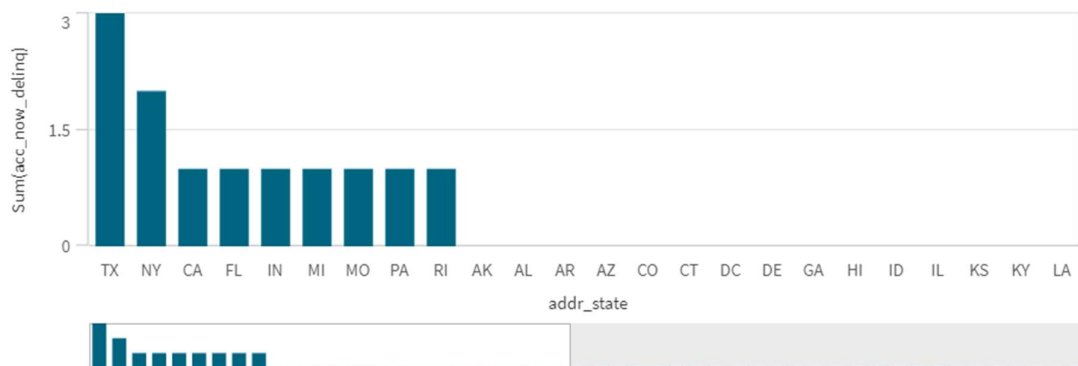 3
1.5
0
Sum(acc_now_delinq)
TX NY CA FL IN MI MO PA RI AK AL AR AZ CO CT DC DE GA HI ID IL KS KY LA
addr_state